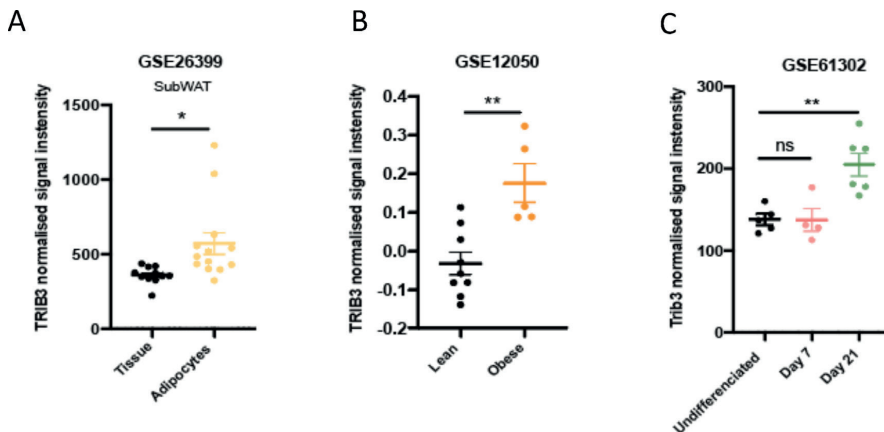 A
GSE26399
SubWAT
*
TRIB3 normalised signal instensity
1500
1000
500
0
Tissue
Adipocytes
B
GSE12050
**
TRIB3 normalised signal instensity
0.4
0.3
0.2
0.1
0.0
-0.1
-0.2
Lean
Obese
C
GSE61302
**
ns
Trib3 normalised signal instensity
300
200
100
0
Undifferenciated
Day 7
Day 21